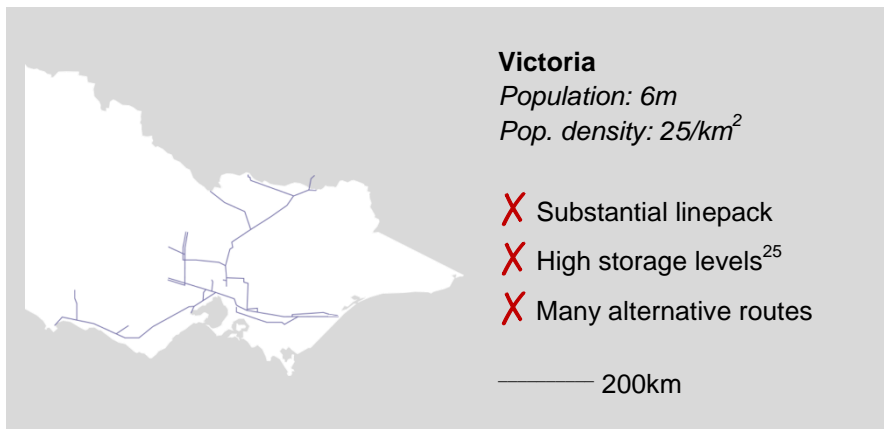 Victoria
Population: 6m
Pop. density: 25/km²
✗ Substantial linepack
✗ High storage levels²⁵
✗ Many alternative routes
200km